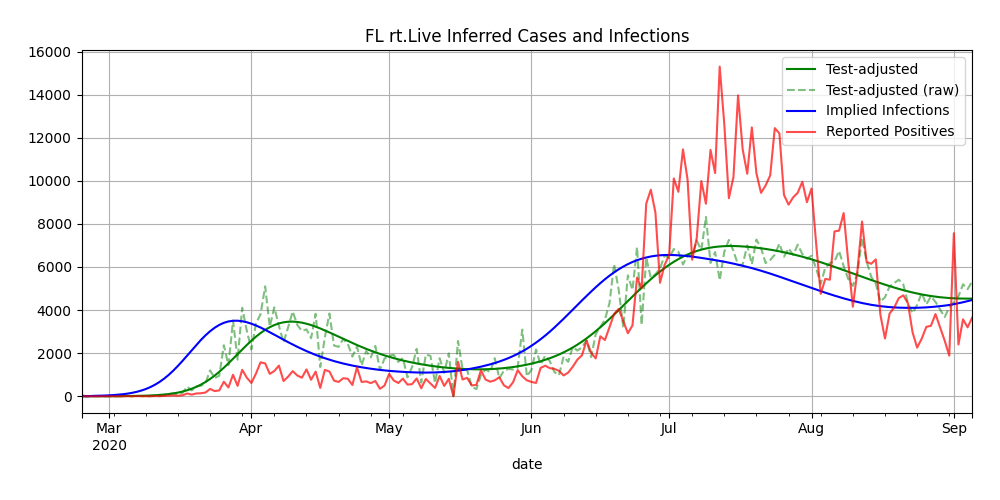 FL rt.Live Inferred Cases and Infections
16000
14000
12000
10000
8000
6000
4000
2000
0
Test-adjusted
Test-adjusted (raw)
Implied Infections
Reported Positives
Mar Apr May Jun Jul Aug Sep
2020
date